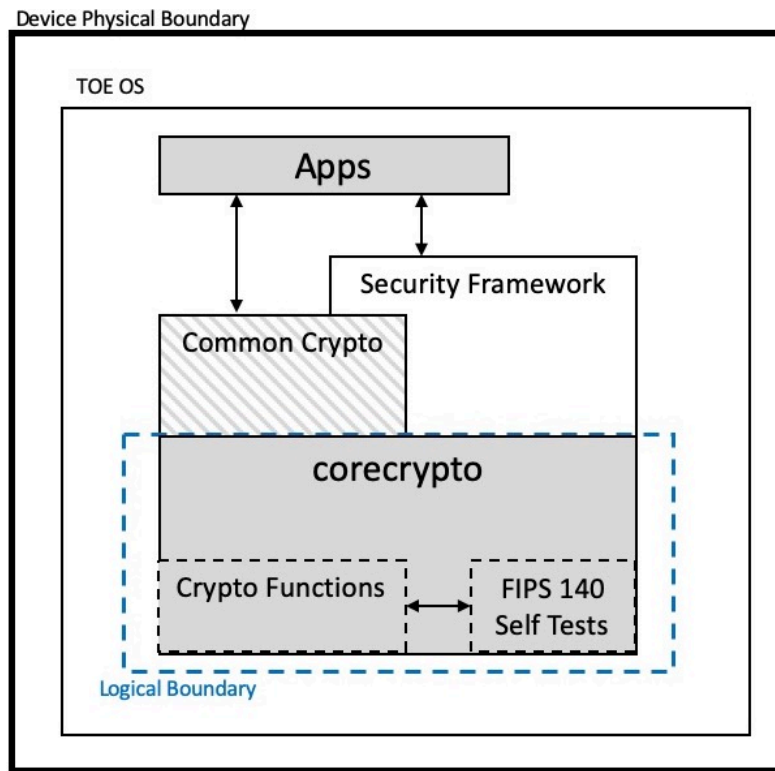 Device Physical Boundary
TOE OS
Apps
Security Framework
Common Crypto
corecrypto
Crypto Functions
FIPS 140
Self Tests
Logical Boundary